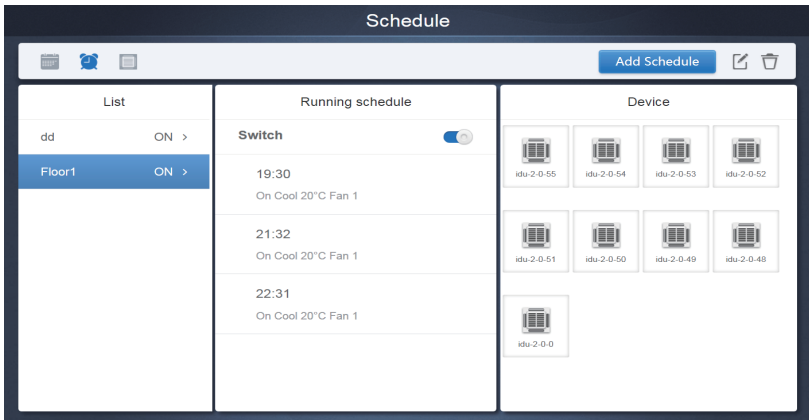 Schedule
Add Schedule
List
Running schedule
Device
dd ON >
Floor1 ON >
Switch
19:30
On Cool 20°C Fan 1
21:32
On Cool 20°C Fan 1
22:31
On Cool 20°C Fan 1
idu-2-0-55 idu-2-0-54 idu-2-0-53 idu-2-0-52
idu-2-0-51 idu-2-0-50 idu-2-0-49 idu-2-0-48
idu-2-0-0